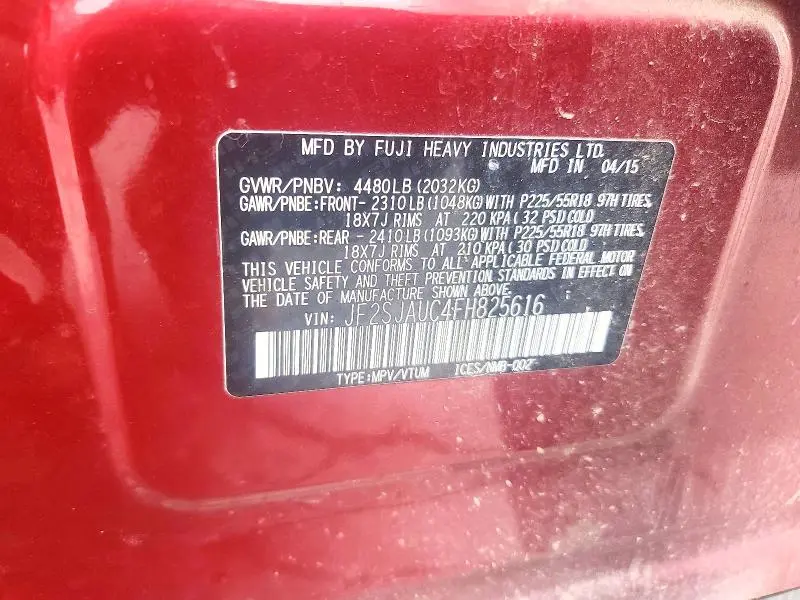 MFD BY FUJI HEAVY INDUSTRIES LTD.
MFD IN 04/15
GVWR/PNBV: 4480LB(2032KG)
GAWR/PNBE:FRONT- 2310LB(1048KG)WITH P225/55R18 97H TIRES,
18X7J RIMS AT 220 KPA(32 PSI)COLD
GAWR/PNBE:REAR - 2410LB(1093KG)WITH P225/55R18 97H TIRES,
18X7J RIMS AT 210 KPA(30 PSI)COLD
THIS VEHICLE CONFORMS TO ALL APPLICABLE FEDERAL MOTOR
VEHICLE SAFETY AND THEFT PREVENTION STANDARDS IN EFFECT ON
THE DATE OF MANUFACTURE SHOWN ABOVE.
VIN: JF2SJAUC4FH825616
TYPE:MPV/VTUM ICES/NMB-002